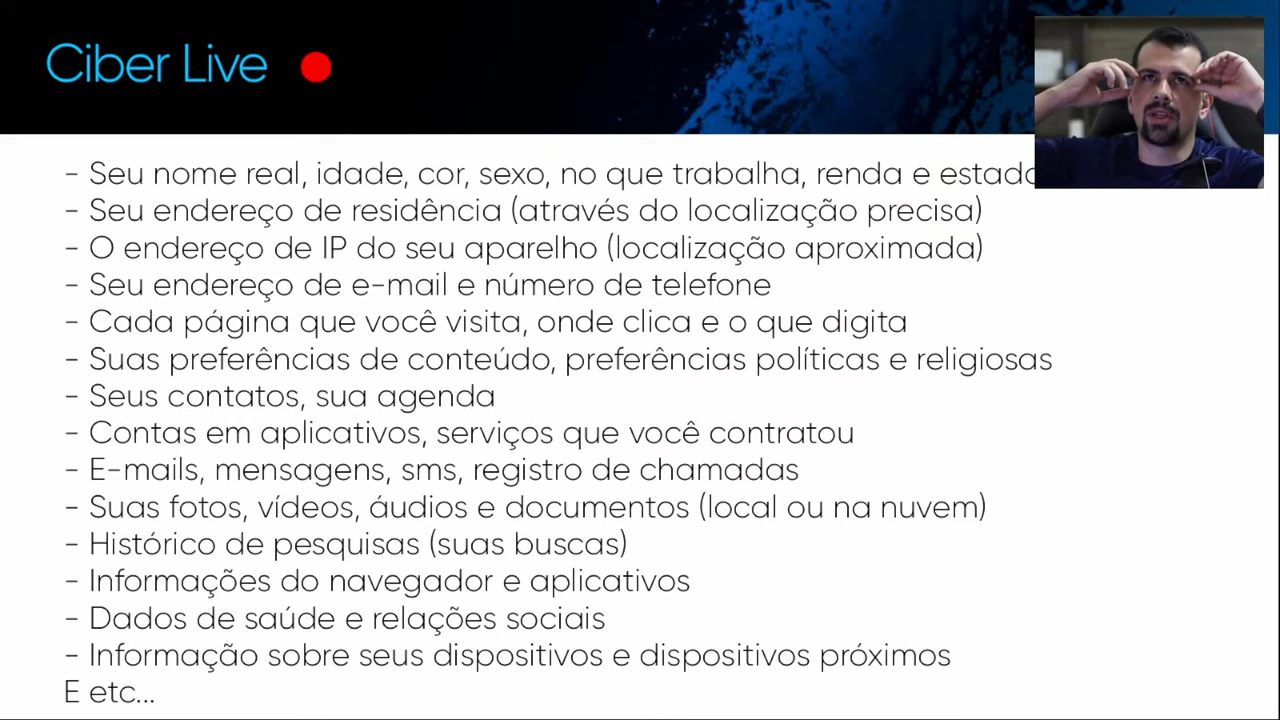 Ciber Live
- Seu nome real, idade, cor, sexo, no que trabalha, renda e estado
- Seu endereço de residência (através do localização precisa)
- O endereço de IP do seu aparelho (localização aproximada)
- Seu endereço de e-mail e número de telefone
- Cada página que você visita, onde clica e o que digita
- Suas preferências de conteúdo, preferências políticas e religiosas
- Seus contatos, sua agenda
- Contas em aplicativos, serviços que você contratou
- E-mails, mensagens, sms, registro de chamadas
- Suas fotos, vídeos, áudios e documentos (local ou na nuvem)
- Histórico de pesquisas (suas buscas)
- Informações do navegador e aplicativos
- Dados de saúde e relações sociais
- Informação sobre seus dispositivos e dispositivos próximos
E etc...